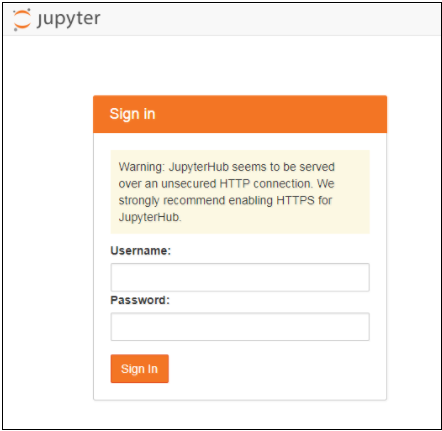 jupyter
Sign in
Warning: JupyterHub seems to be served
over an unsecured HTTP connection. We
strongly recommend enabling HTTPS for
JupyterHub.
Username:
Password:
Sign In